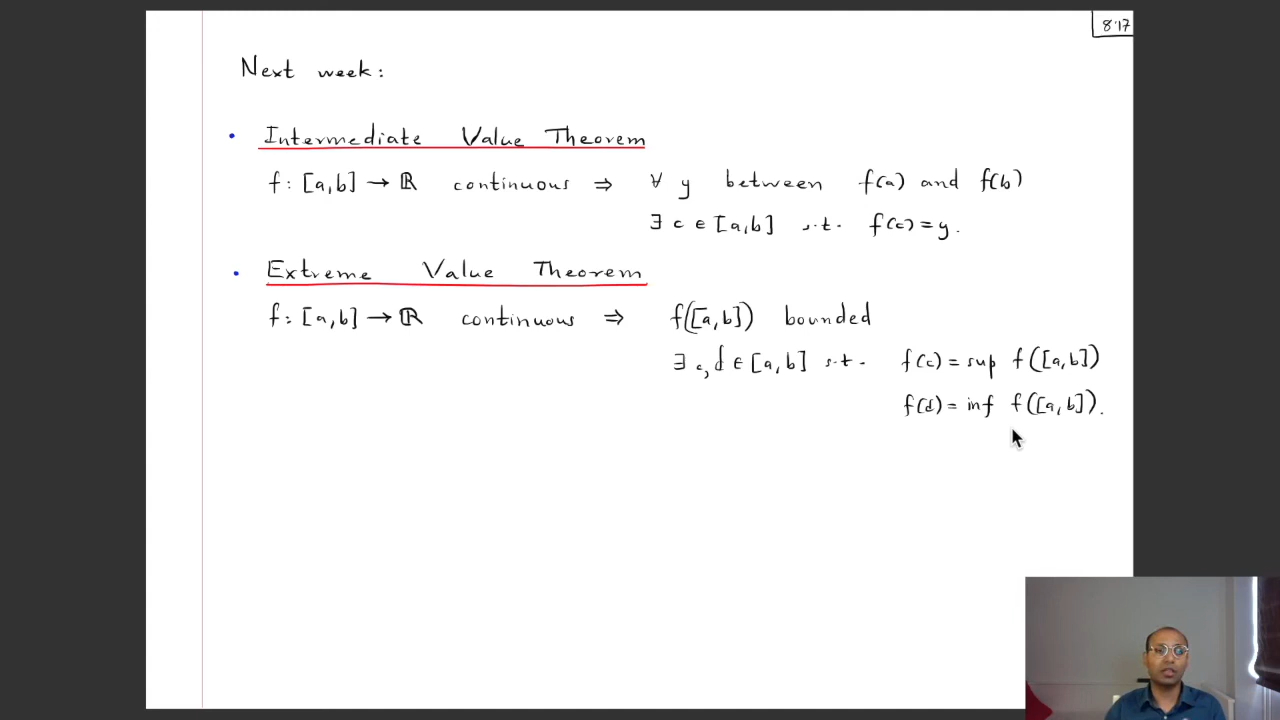 8.17
Next week:
• Intermediate Value Theorem
f: [a,b] → ℝ continuous ⇒ ∀ y between f(a) and f(b)
∃ c ∈ [a,b] s.t. f(c) = y.
• Extreme Value Theorem
f: [a,b] → ℝ continuous ⇒ f([a,b]) bounded
∃ c, d ∈ [a,b] s.t. f(c) = sup f([a,b])
f(d) = inf f([a,b]).